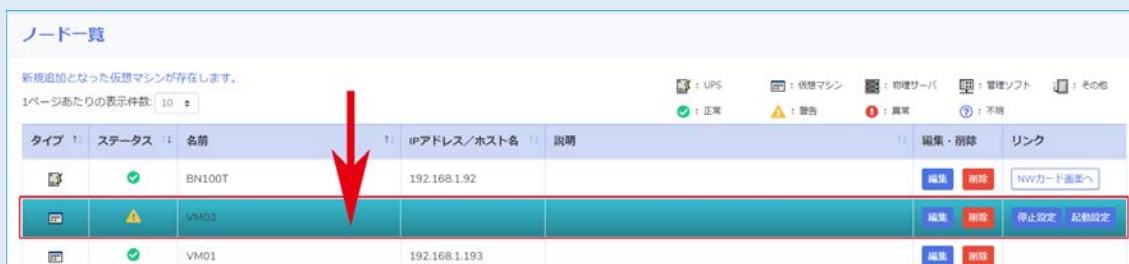 ノード一覧
新規追加となった仮想マシンが存在します。
1ページあたりの表示件数: 10
: UPS : 仮想マシン : 物理サーバ : 管理ソフト : その他
: 正常 : 警告 : 異常 : 不明
タイプ ステータス 名前 IPアドレス／ホスト名 説明 編集・削除 リンク
BN100T 192.168.1.92 編集 削除 NWカード画面へ
VM03 編集 削除 停止設定 起動設定
VM01 192.168.1.193 編集 削除